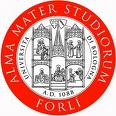 ALMA MATER STUDIORUM
UNIVERSITÀ DI BOLOGNA
A.D. 1088
FORLÌ